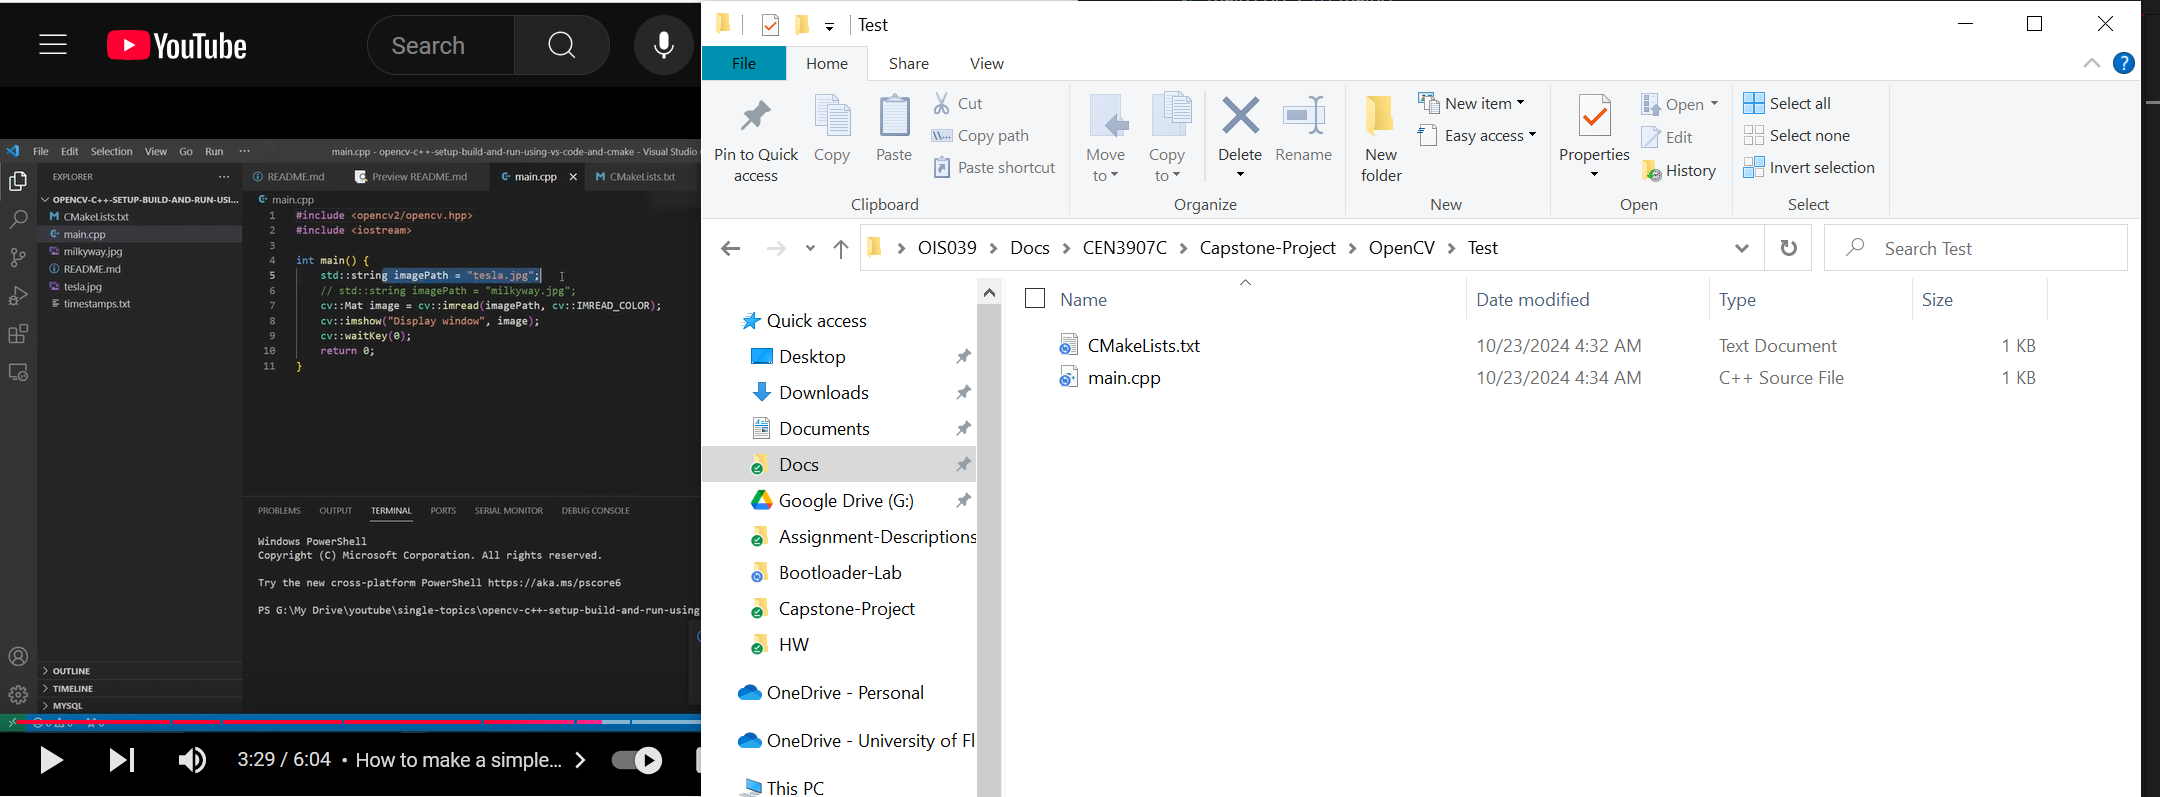 YouTube
Search
File Edit Selection View Go Run ···
main.cpp - opencv-c++-setup-build-and-run-using-vs-code-and-cmake - Visual Studio
EXPLORER ···
OPENCV-C++-SETUP-BUILD-AND-RUN-USI...
CMakeLists.txt
main.cpp
milkyway.jpg
README.md
tesla.jpg
timestamps.txt
OUTLINE
TIMELINE
MYSQL
README.md Preview README.md main.cpp CMakeLists.txt
main.cpp
1 #include <opencv2/opencv.hpp>
2 #include <iostream>
3
4 int main() {
5 std::string imagePath = "tesla.jpg";
6 // std::string imagePath = "milkyway.jpg";
7 cv::Mat image = cv::imread(imagePath, cv::IMREAD_COLOR);
8 cv::imshow("Display window", image);
9 cv::waitKey(0);
10 return 0;
11 }
PROBLEMS OUTPUT TERMINAL PORTS SERIAL MONITOR DEBUG CONSOLE
Windows PowerShell
Copyright (C) Microsoft Corporation. All rights reserved.
Try the new cross-platform PowerShell https://aka.ms/pscore6
PS G:\My Drive\youtube\single-topics\opencv-c++-setup-build-and-run-using
3:29 / 6:04 • How to make a simple...
Test
File Home Share View
Pin to Quick access
Copy
Paste
Cut
Copy path
Paste shortcut
Clipboard
Move to
Copy to
Delete
Rename
Organize
New folder
New item
Easy access
New
Properties
Open
Edit
History
Open
Select all
Select none
Invert selection
Select
OIS039 > Docs > CEN3907C > Capstone-Project > OpenCV > Test
Search Test
Quick access
Desktop
Downloads
Documents
Docs
Google Drive (G:)
Assignment-Descriptions
Bootloader-Lab
Capstone-Project
HW
OneDrive - Personal
OneDrive - University of Fl
This PC
Name Date modified Type Size
CMakeLists.txt 10/23/2024 4:32 AM Text Document 1 KB
main.cpp 10/23/2024 4:34 AM C++ Source File 1 KB